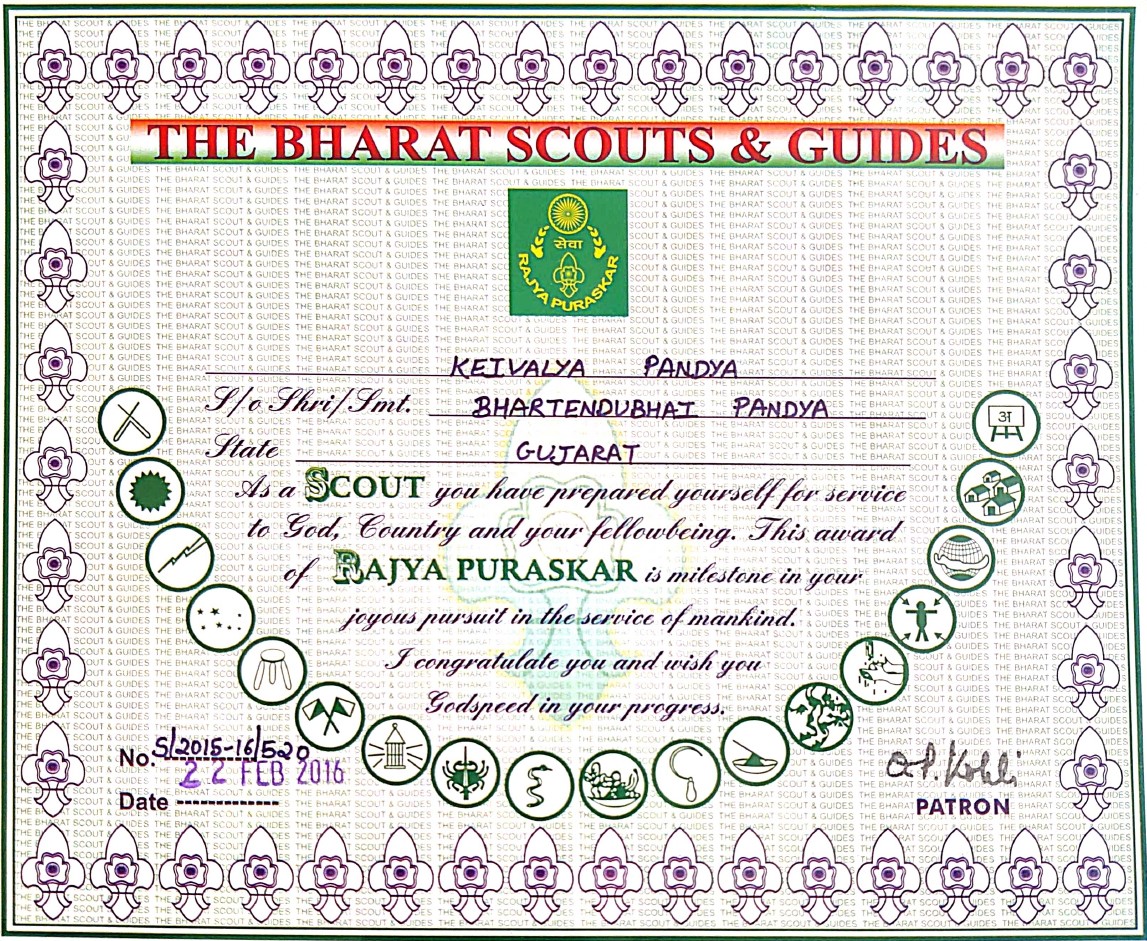 THE BHARAT SCOUTS & GUIDES
सेवा
RAJYA PURASKAR
KEIVALYA PANDYA
S/o Shri/Smt. BHARTENDUBHAI PANDYA
State GUJARAT
As a SCOUT you have prepared yourself for service
to God, Country and your fellowbeing. This award
of RAJYA PURASKAR is milestone in your
joyous pursuit in the service of mankind.
I congratulate you and wish you
Godspeed in your progress.
अ
No. S/2015-16/529
22 FEB 2016
Date
O.P. Kohli
PATRON